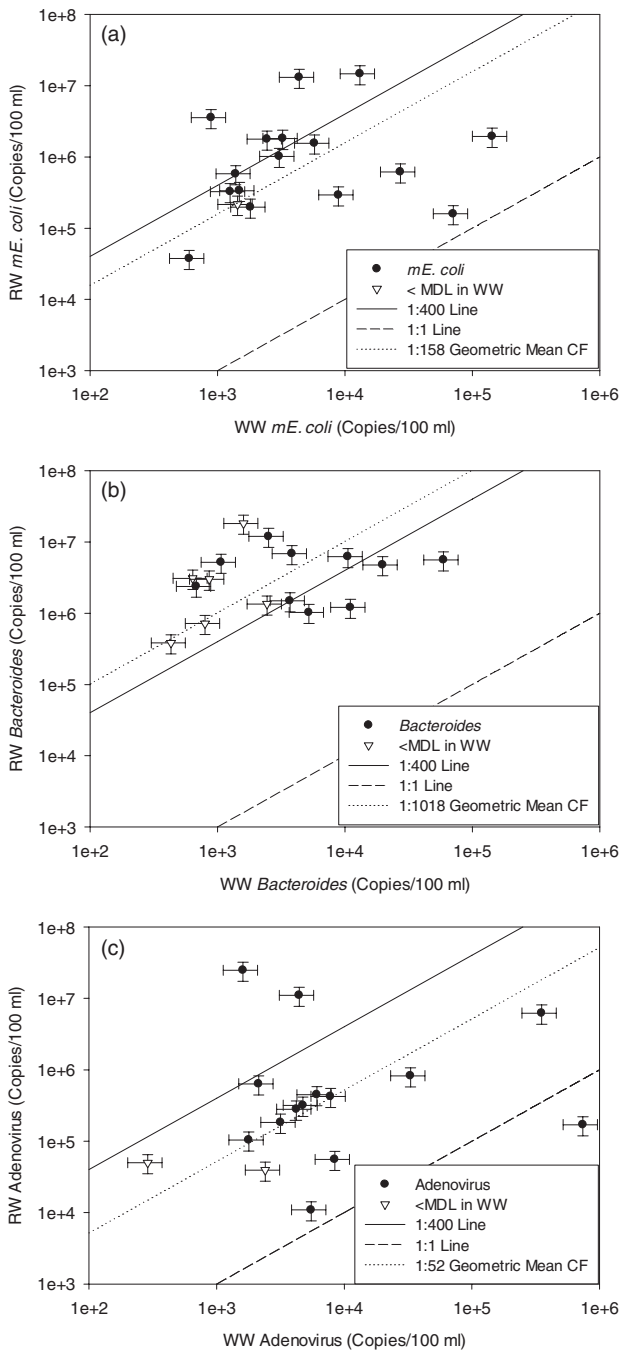 (a)
1e+8
1e+7
1e+6
1e+5
1e+4
1e+3
RW mE. coli (Copies/100 ml)
mE. coli
< MDL in WW
1:400 Line
1:1 Line
1:158 Geometric Mean CF
1e+2 1e+3 1e+4 1e+5 1e+6
WW mE. coli (Copies/100 ml)
(b)
1e+8
1e+7
1e+6
1e+5
1e+4
1e+3
RW Bacteroides (Copies/100 ml)
Bacteroides
<MDL in WW
1:400 Line
1:1 Line
1:1018 Geometric Mean CF
1e+2 1e+3 1e+4 1e+5 1e+6
WW Bacteroides (Copies/100 ml)
(c)
1e+8
1e+7
1e+6
1e+5
1e+4
1e+3
RW Adenovirus (Copies/100 ml)
Adenovirus
<MDL in WW
1:400 Line
1:1 Line
1:52 Geometric Mean CF
1e+2 1e+3 1e+4 1e+5 1e+6
WW Adenovirus (Copies/100 ml)